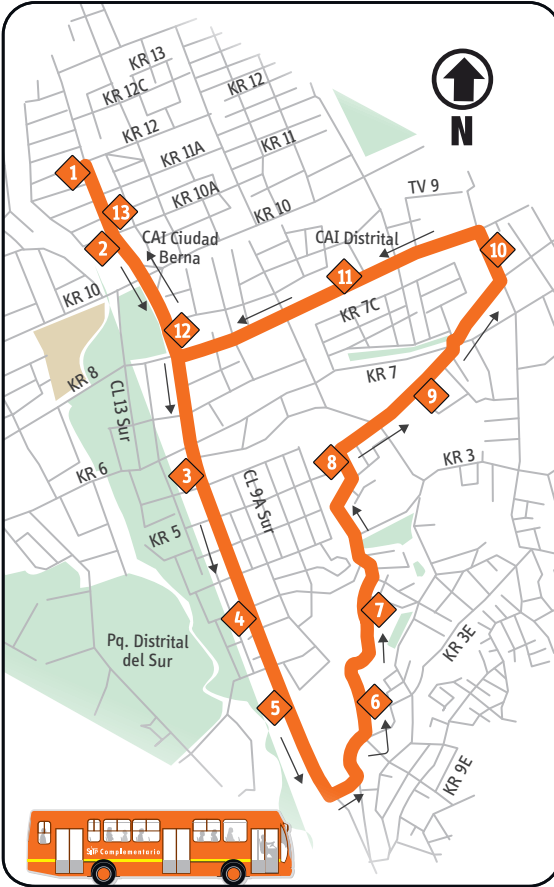 KR 13
KR 12C
KR 12
KR 12
KR 11A
KR 11
KR 10A
KR 10
TV 9
N
1
13
2
CAI Ciudad
Berna
CAI Distrital
10
11
KR 10
12
KR 7C
KR 8
CL 13 Sur
KR 7
9
8
KR 3
KR 6
3
CL 9A Sur
KR 5
4
7
Pq. Distrital
del Sur
KR 3E
5
6
KR 9E
SITP Complementario